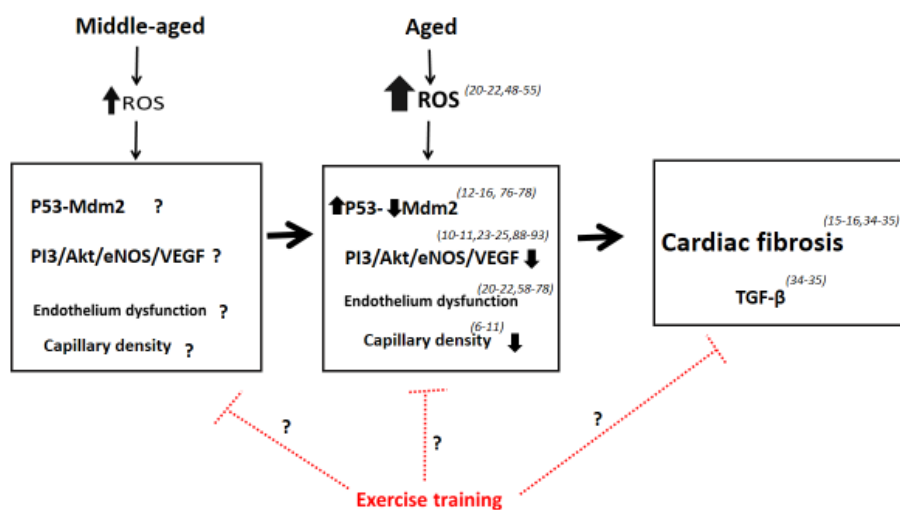 Middle-aged
ROS
P53-Mdm2 ?
PI3/Akt/eNOS/VEGF ?
Endothelium dysfunction ?
Capillary density ?
Aged
ROS (20-22,48-55)
P53- Mdm2 (12-16, 76-78)
PI3/Akt/eNOS/VEGF (10-11,23-25,88-93)
Endothelium dysfunction (20-22,58-78)
Capillary density (6-11)
Cardiac fibrosis (15-16,34-35)
TGF-β (34-35)
? ? ?
Exercise training